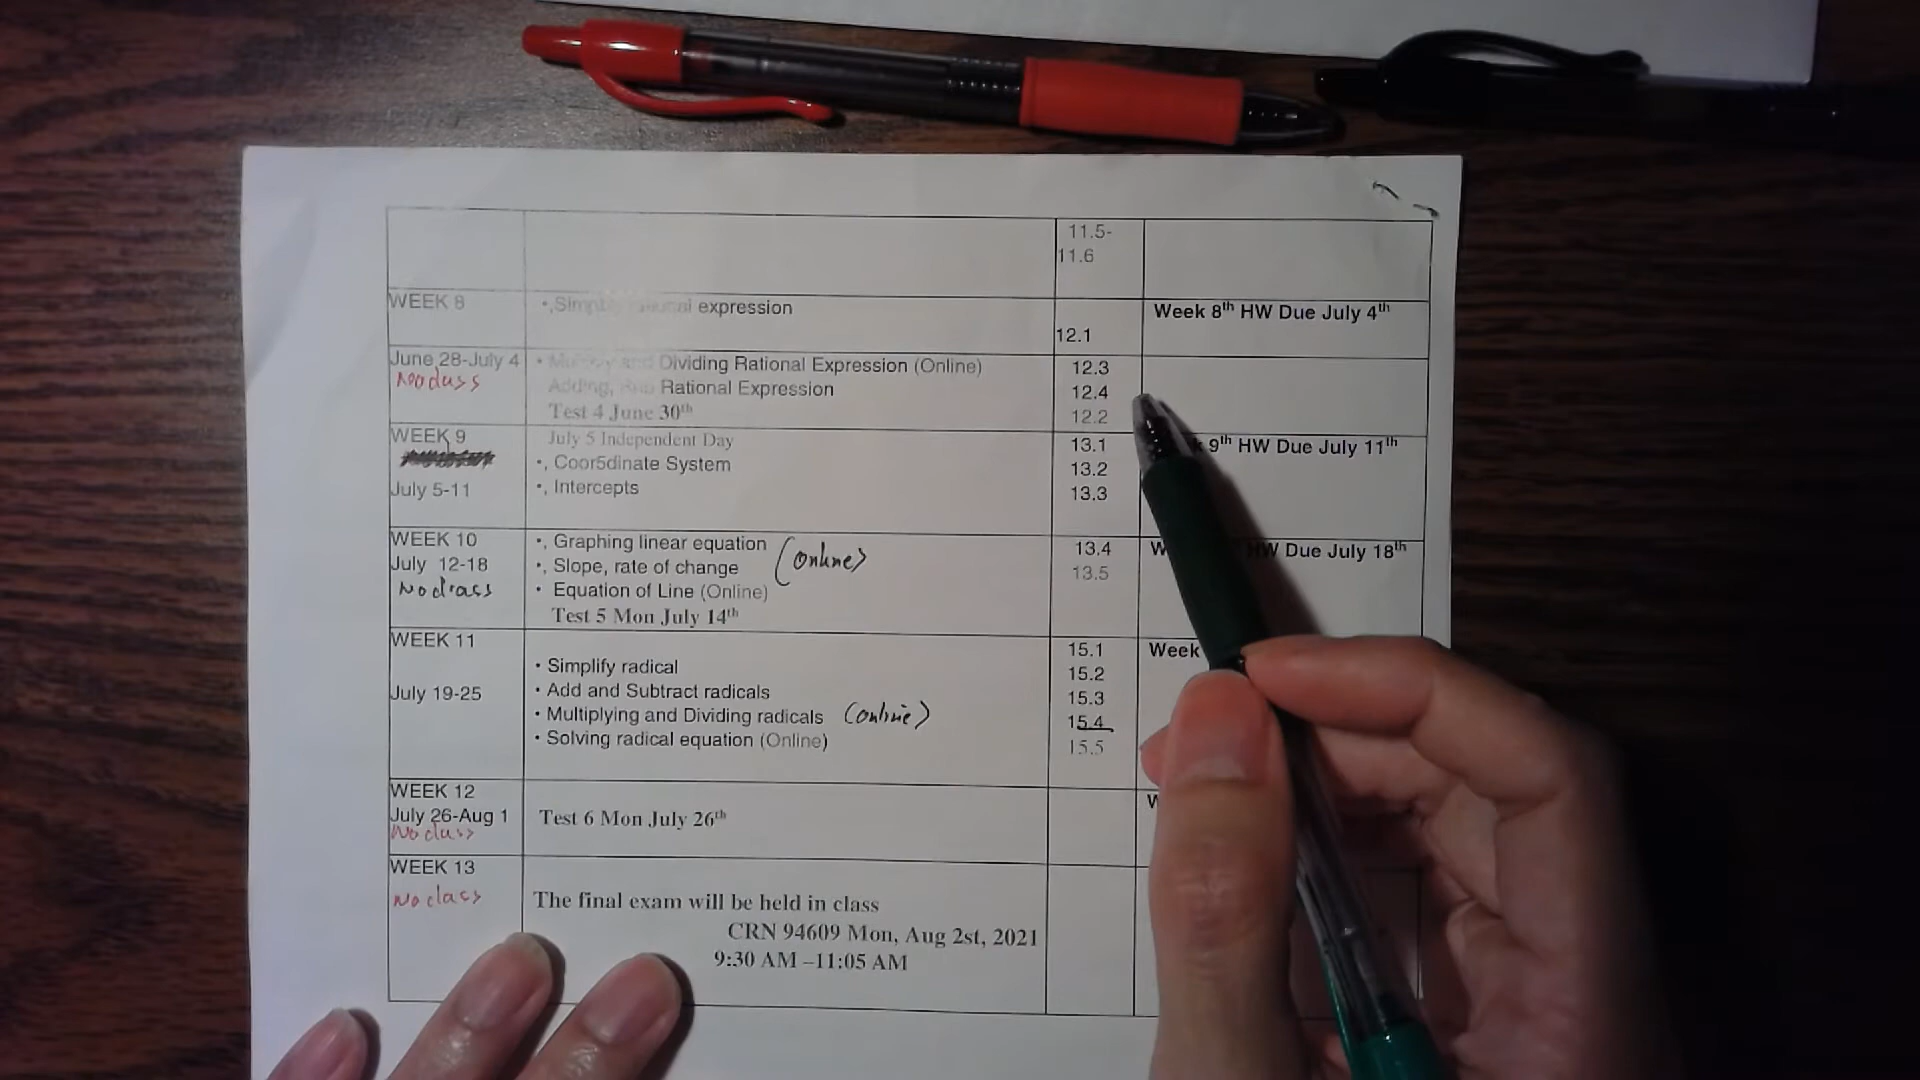 11.5-
11.6
WEEK 8
•, expression
12.1
Week 8th HW Due July 4th
June 28-July 4
No class
• and Dividing Rational Expression (Online)
12.3
Adding, Rational Expression
12.4
Test 4 June 30th
12.2
WEEK 9
July 5 Independent Day
13.1
9th HW Due July 11th
•, Coor5dinate System
13.2
July 5-11
•, Intercepts
13.3
WEEK 10
•, Graphing linear equation
(online)
13.4
HW Due July 18th
July 12-18
•, Slope, rate of change
13.5
No class
• Equation of Line (Online)
Test 5 Mon July 14th
WEEK 11
15.1
Week
• Simplify radical
15.2
July 19-25
• Add and Subtract radicals
15.3
• Multiplying and Dividing radicals (online)
15.4
• Solving radical equation (Online)
15.5
WEEK 12
July 26-Aug 1
No class
Test 6 Mon July 26th
WEEK 13
No class
The final exam will be held in class
CRN 94609 Mon, Aug 2st, 2021
9:30 AM –11:05 AM